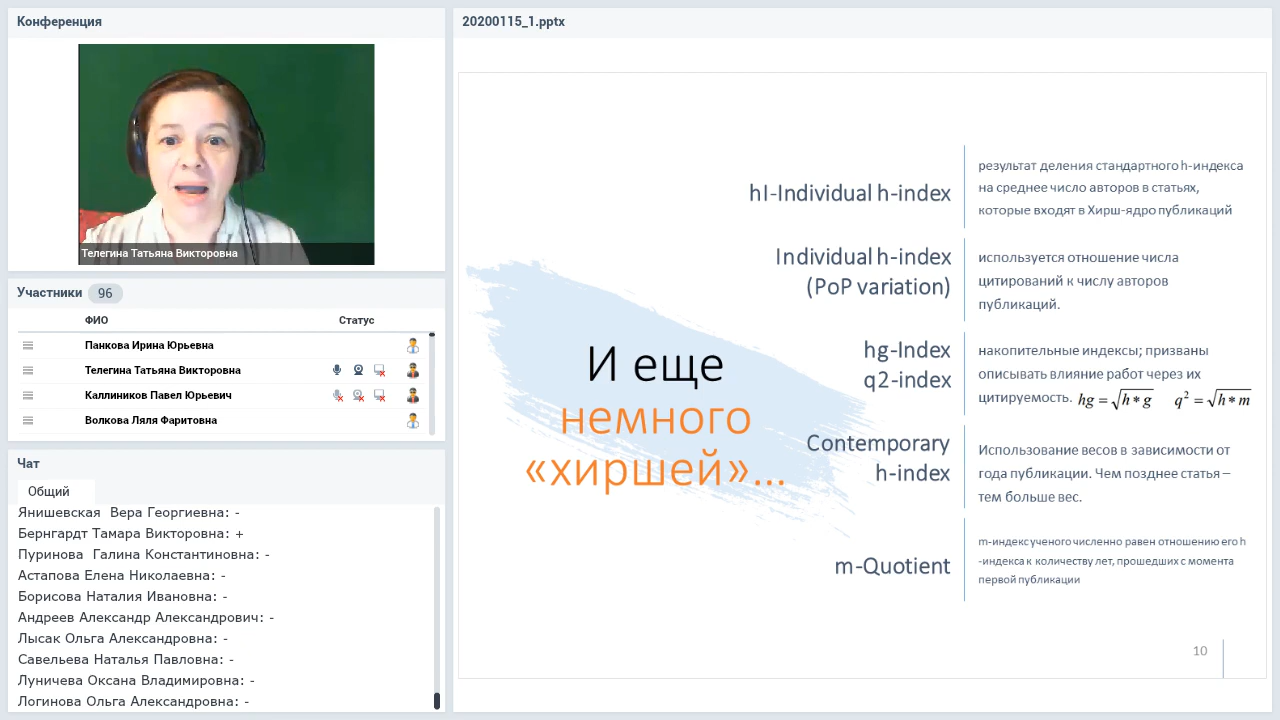 Конференция
Телегина Татьяна Викторовна
Участники 96
ФИО Статус
Панкова Ирина Юрьевна
Телегина Татьяна Викторовна
Каллиников Павел Юрьевич
Волкова Ляля Фаритовна
Чат
Общий
Янишевская  Вера Георгиевна: -
Бернгардт Тамара Викторовна: +
Пуринова  Галина Константиновна: -
Астапова Елена Николаевна: -
Борисова Наталия Ивановна: -
Андреев Александр Александрович: -
Лысак Ольга Александровна: -
Савельева Наталья Павловна: -
Луничева Оксана Владимировна: -
Логинова Ольга Александровна: -
20200115_1.pptx
И еще
немного
«хиршей»...
hI-Individual h-index
результат деления стандартного h-индекса
на среднее число авторов в статьях,
которые входят в Хирш-ядро публикаций
Individual h-index
(PoP variation)
используется отношение числа
цитирований к числу авторов
публикаций.
hg-Index
q2-index
накопительные индексы; призваны
описывать влияние работ через их
цитируемость. hg = √h * g q² = √h * m
Contemporary
h-index
Использование весов в зависимости от
года публикации. Чем позднее статья –
тем больше вес.
m-Quotient
m-индекс ученого численно равен отношению его h
-индекса к количеству лет, прошедших с момента
первой публикации
10